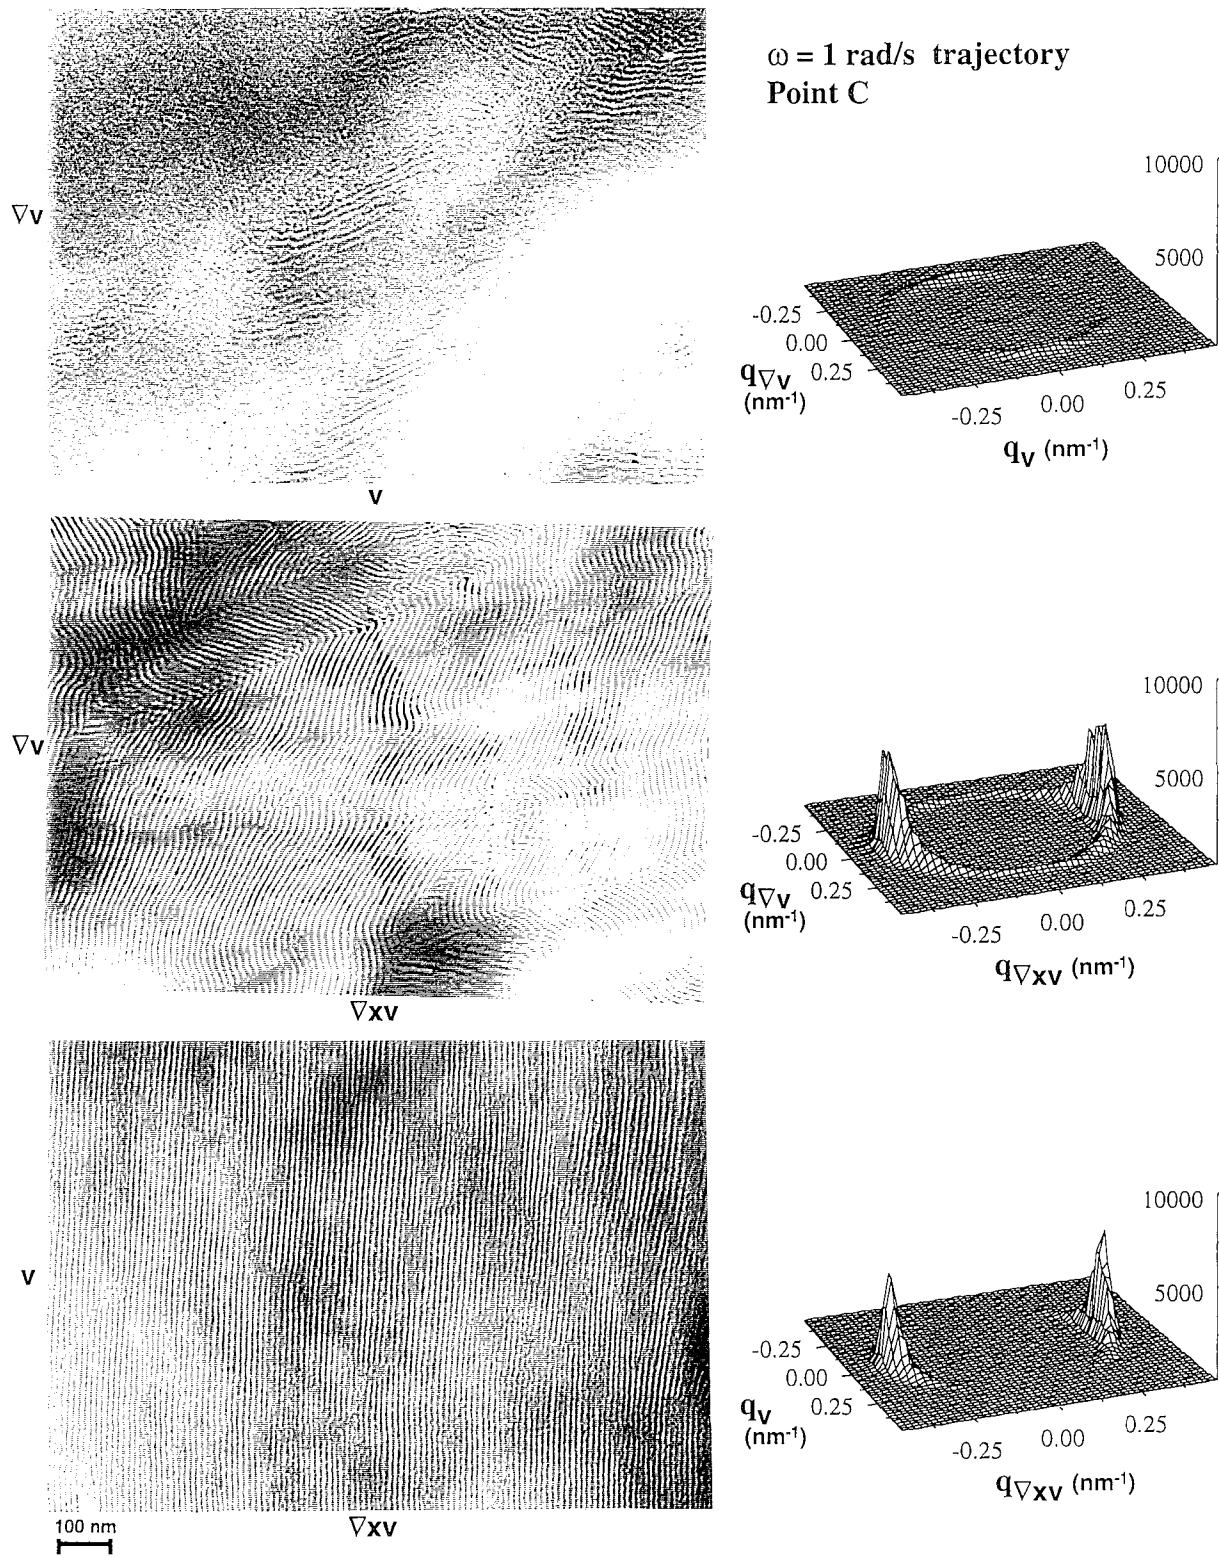 ω = 1 rad/s trajectory
Point C
∇v
v
10000
5000
-0.25
0.00
0.25
q∇v
(nm-1)
-0.25
0.00
0.25
qv (nm-1)
∇v
∇xv
10000
5000
-0.25
0.00
0.25
q∇v
(nm-1)
-0.25
0.00
0.25
q∇xv (nm-1)
v
∇xv
100 nm
10000
5000
-0.25
0.00
0.25
qv
(nm-1)
-0.25
0.00
0.25
q∇xv (nm-1)